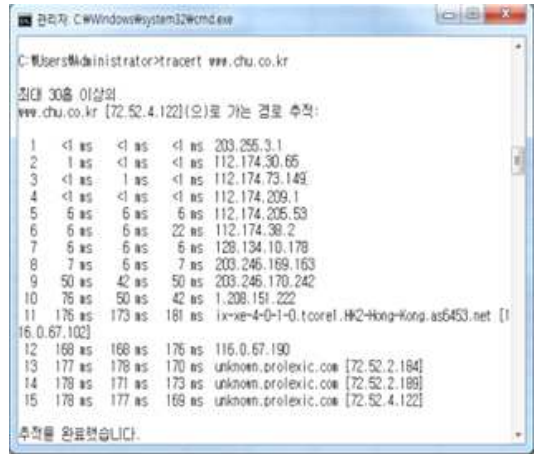 관리자: C:₩Windows₩system32₩cmd.exe
C:₩Users₩Administrator>tracert www.chu.co.kr
최대 30홉 이상의
www.chu.co.kr [72.52.4.122](으)로 가는 경로 추적:
1 <1 ms <1 ms <1 ms 203.255.3.1
2 1 ms <1 ms <1 ms 112.174.30.65
3 <1 ms 1 ms <1 ms 112.174.73.149
4 <1 ms <1 ms <1 ms 112.174.209.1
5 6 ms 6 ms 6 ms 112.174.205.53
6 6 ms 6 ms 22 ms 112.174.38.2
7 6 ms 6 ms 6 ms 128.134.10.178
8 7 ms 6 ms 7 ms 203.246.169.163
9 50 ms 42 ms 50 ms 203.246.170.242
10 76 ms 50 ms 42 ms 1.208.151.222
11 176 ms 173 ms 181 ms ix-xe-4-0-1-0.tcore1.HK2-Hong-Kong.as6453.net [1
16.0.67.102]
12 168 ms 168 ms 176 ms 116.0.67.190
13 177 ms 178 ms 170 ms unknown.prolexic.com [72.52.2.184]
14 178 ms 171 ms 173 ms unknown.prolexic.com [72.52.2.189]
15 178 ms 177 ms 169 ms unknown.prolexic.com [72.52.4.122]
추적을 완료했습니다.